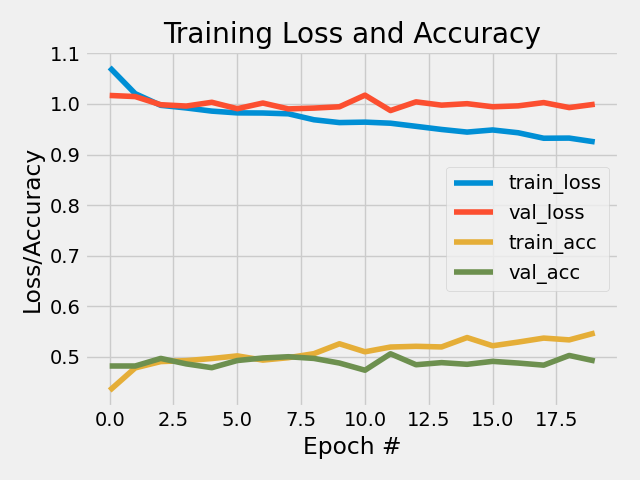 Training Loss and Accuracy
1.1
1.0
0.9
0.8
0.7
0.6
0.5
Loss/Accuracy
train_loss
val_loss
train_acc
val_acc
0.0 2.5 5.0 7.5 10.0 12.5 15.0 17.5
Epoch #